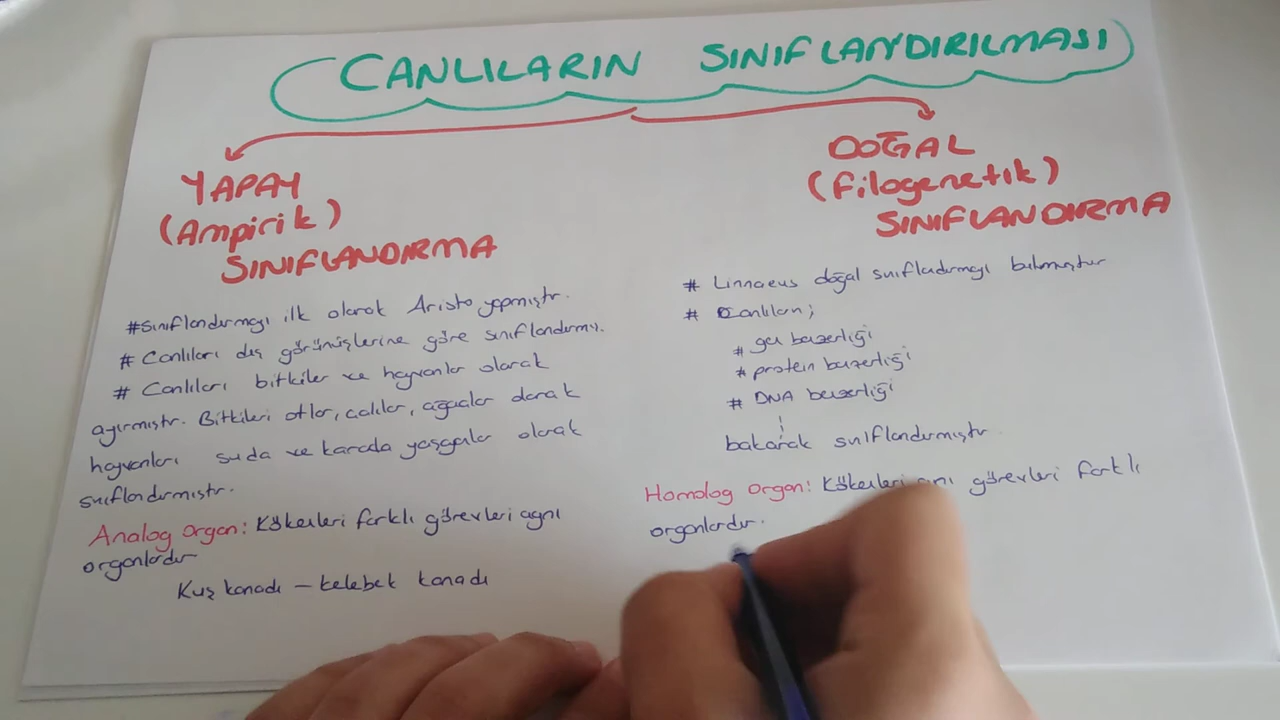 CANLILARIN SINIFLANDIRILMASI
YAPAY
(Ampirik)
SINIFLANDIRMA
#Sınıflandırmayı ilk olarak Aristo yapmıştır.
# Canlıları dış görünüşlerine göre sınıflandırmış.
# Canlıları bitkiler ve hayvanlar olarak
ayırmıştır. Bitkileri otlar, çalılar, ağaçlar olarak
hayvanları suda ve karada yaşayanlar olarak
sınıflandırmıştır.
Analog Organ: Kökenleri farklı görevleri aynı
organlardır
Kuş kanadı – kelebek kanadı
DOĞAL
(Filogenetik)
SINIFLANDIRMA
# Linnaeus doğal sınıflandırmayı bulmuştur
# Canlıları;
# gen benzerliği
# protein benzerliği
# DNA benzerliği
bakarak sınıflandırmıştır
Homolog Organ: Kökenleri aynı görevleri farklı
organlardır.